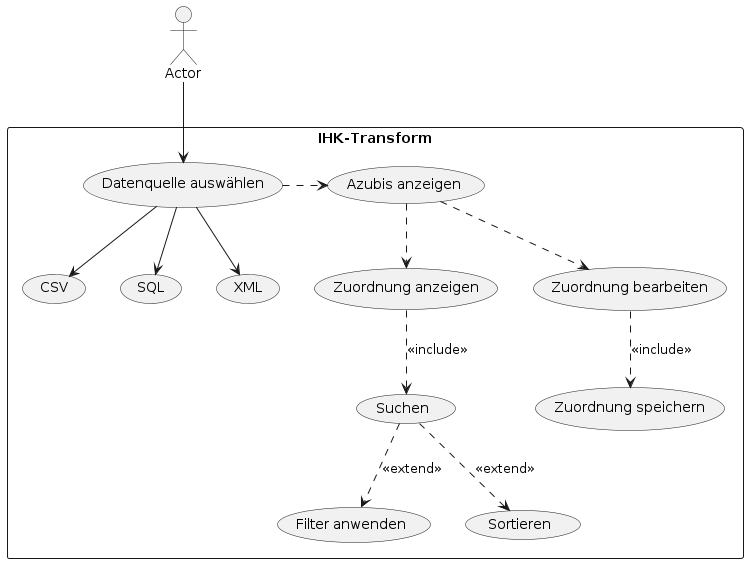 Actor
IHK-Transform
Datenquelle auswählen
Azubis anzeigen
CSV
SQL
XML
Zuordnung anzeigen
Zuordnung bearbeiten
«include»
«include»
Suchen
Zuordnung speichern
«extend»
«extend»
Filter anwenden
Sortieren